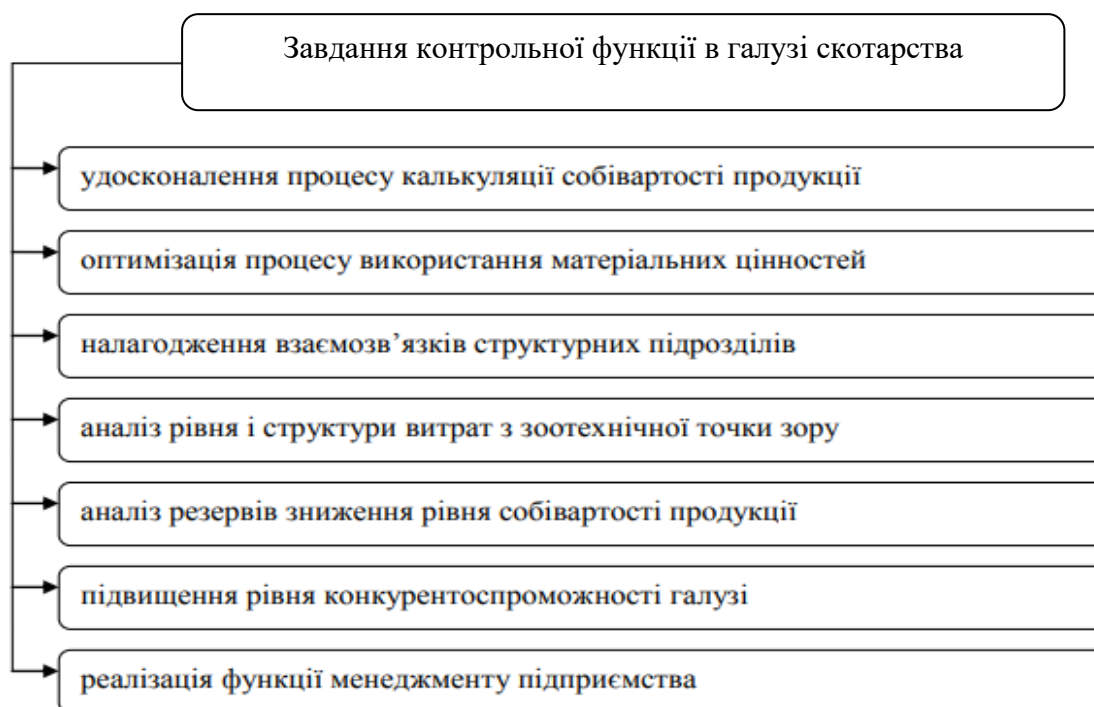 Завдання контрольної функції в галузі скотарства
удосконалення процесу калькуляції собівартості продукції
оптимізація процесу використання матеріальних цінностей
налагодження взаємозв’язків структурних підрозділів
аналіз рівня і структури витрат з зоотехнічної точки зору
аналіз резервів зниження рівня собівартості продукції
підвищення рівня конкурентоспроможності галузі
реалізація функції менеджменту підприємства